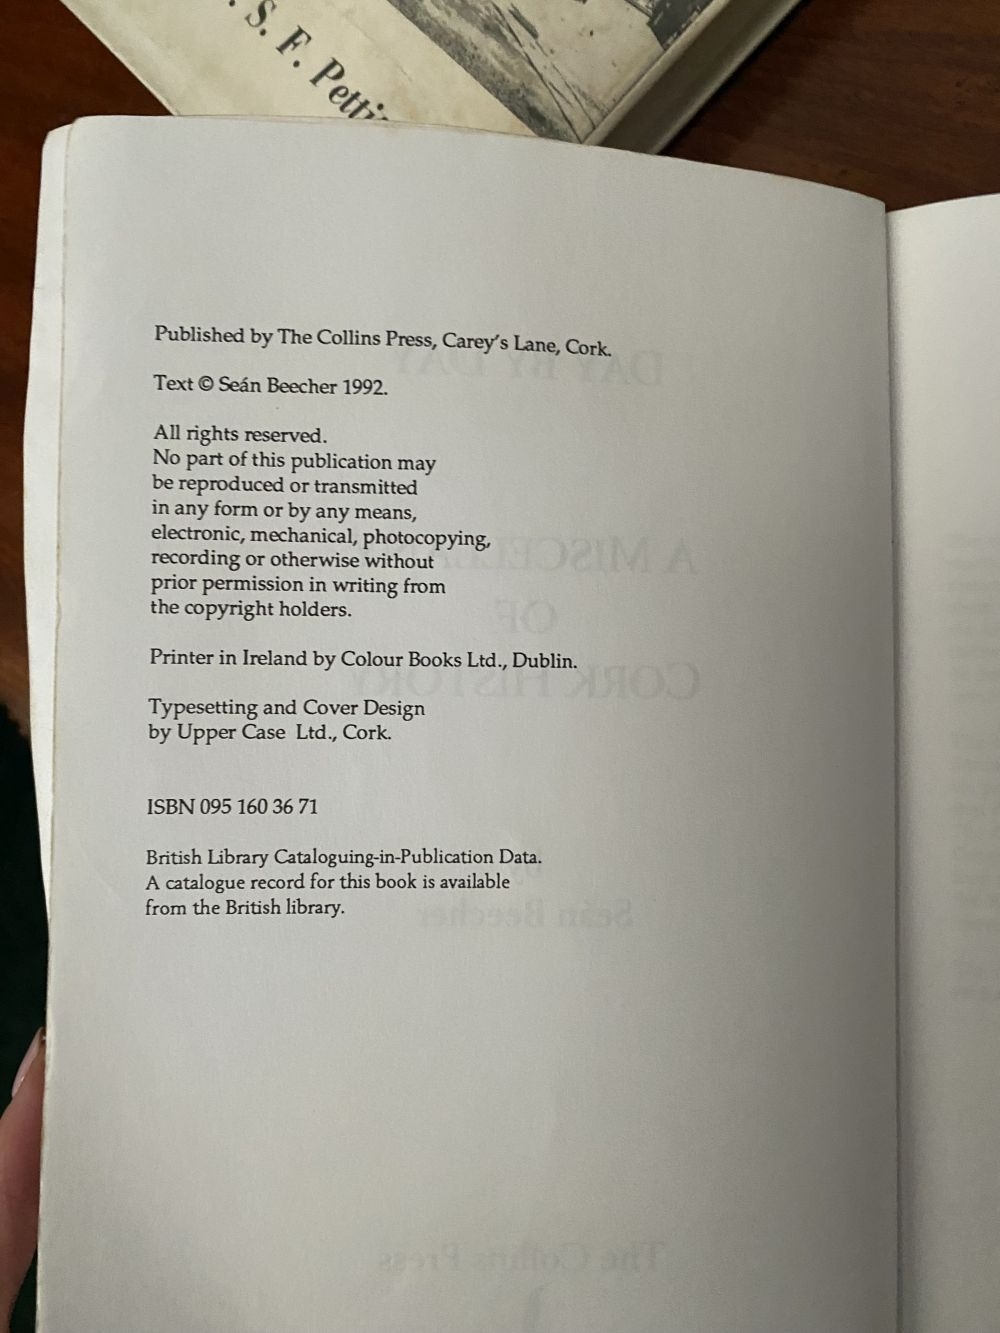 S. F. Petti
Published by The Collins Press, Carey's Lane, Cork.
Text © Seán Beecher 1992.
All rights reserved.
No part of this publication may
be reproduced or transmitted
in any form or by any means,
electronic, mechanical, photocopying,
recording or otherwise without
prior permission in writing from
the copyright holders.
Printer in Ireland by Colour Books Ltd., Dublin.
Typesetting and Cover Design
by Upper Case Ltd., Cork.
ISBN 095 160 36 71
British Library Cataloguing-in-Publication Data.
A catalogue record for this book is available
from the British library.